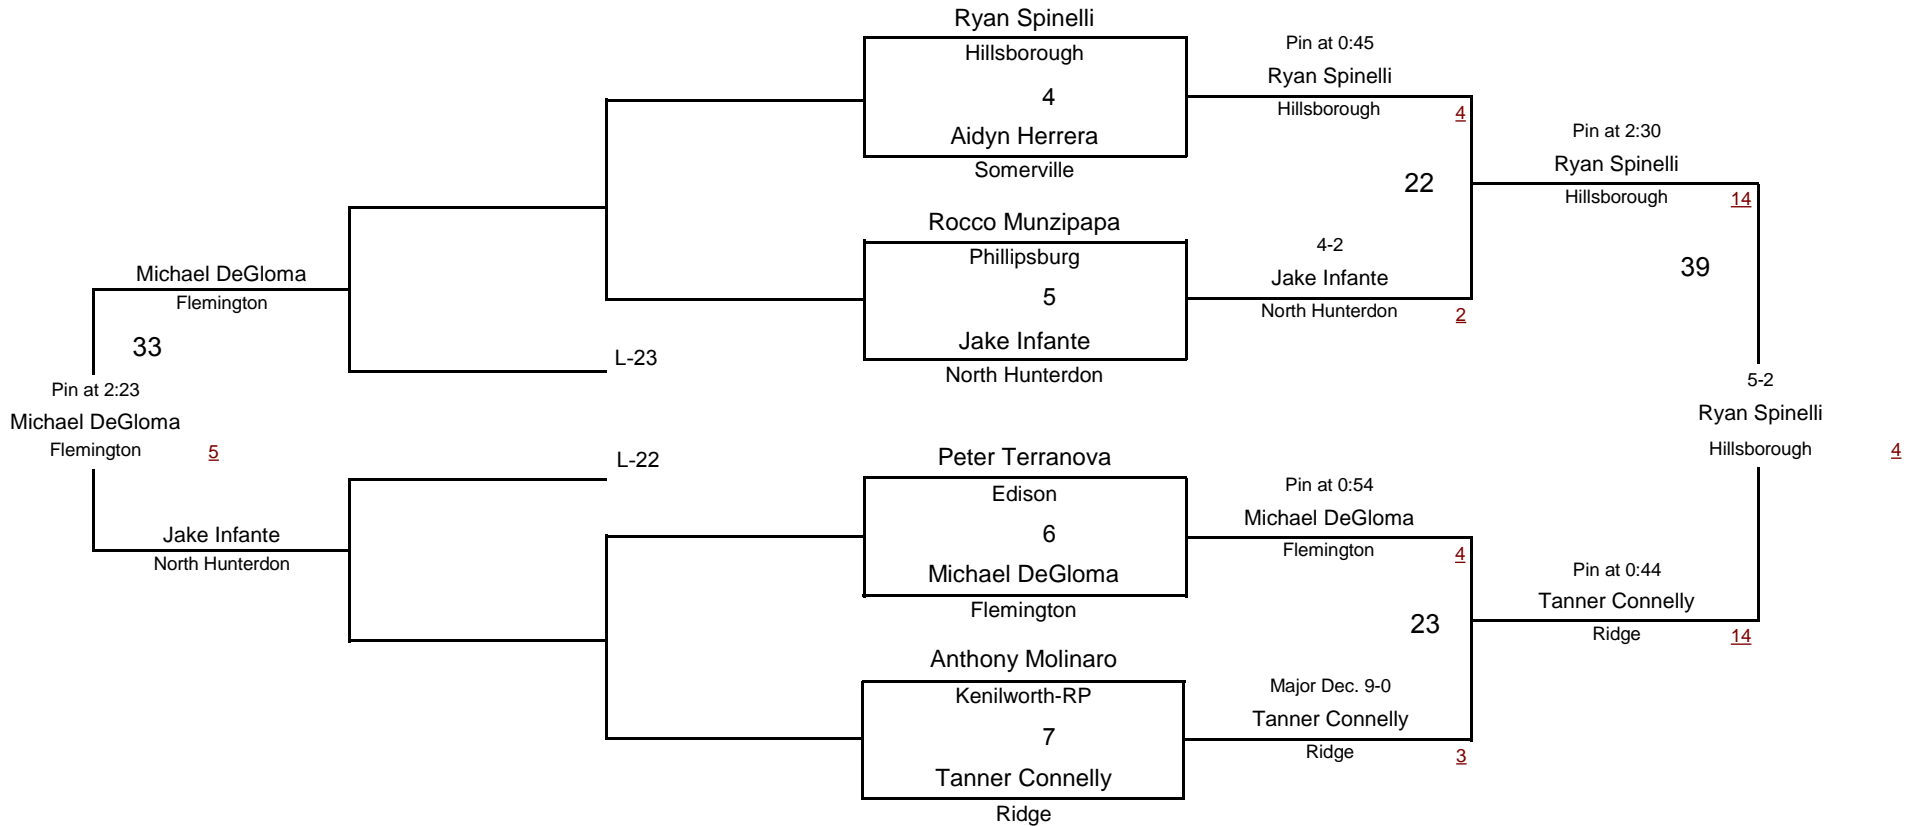 Ryan Spinelli
Hillsborough
4
Aidyn Herrera
Somerville
Rocco Munzipapa
Phillipsburg
5
Jake Infante
North Hunterdon
Peter Terranova
Edison
6
Michael DeGloma
Flemington
Anthony Molinaro
Kenilworth-RP
7
Tanner Connelly
Ridge
Pin at 0:45
Ryan Spinelli
Hillsborough
4
22
4-2
Jake Infante
North Hunterdon
2
Pin at 0:54
Michael DeGloma
Flemington
4
23
Major Dec. 9-0
Tanner Connelly
Ridge
3
Pin at 2:30
Ryan Spinelli
Hillsborough
14
39
Pin at 0:44
Tanner Connelly
Ridge
14
5-2
Ryan Spinelli
Hillsborough
4
L-23
L-22
Michael DeGloma
Flemington
33
Pin at 2:23
Michael DeGloma
Flemington
5
Jake Infante
North Hunterdon